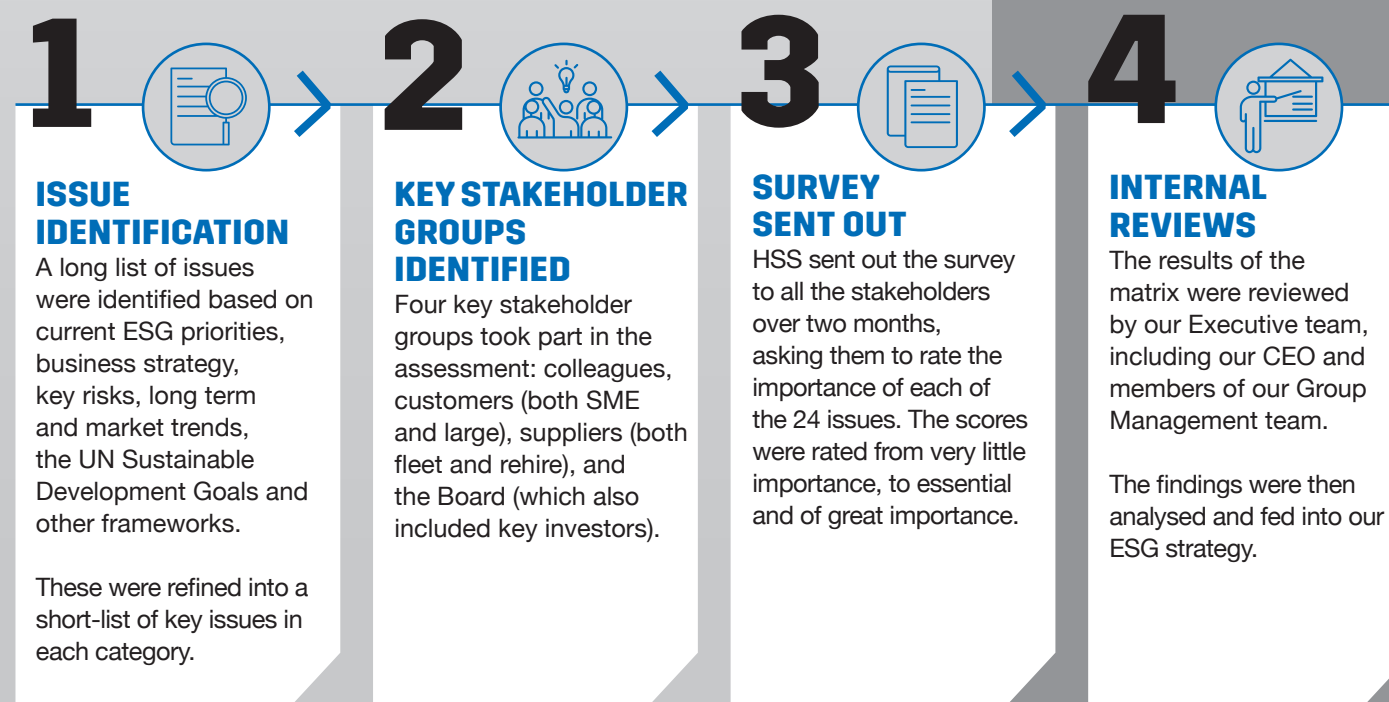 1
ISSUE
IDENTIFICATION
A long list of issues
were identified based on
current ESG priorities,
business strategy,
key risks, long term
and market trends,
the UN Sustainable
Development Goals and
other frameworks.
These were refined into a
short-list of key issues in
each category.
2
KEY STAKEHOLDER
GROUPS
IDENTIFIED
Four key stakeholder
groups took part in the
assessment: colleagues,
customers (both SME
and large), suppliers (both
fleet and rehire), and
the Board (which also
included key investors).
3
SURVEY
SENT OUT
HSS sent out the survey
to all the stakeholders
over two months,
asking them to rate the
importance of each of
the 24 issues. The scores
were rated from very little
importance, to essential
and of great importance.
4
INTERNAL
REVIEWS
The results of the
matrix were reviewed
by our Executive team,
including our CEO and
members of our Group
Management team.
The findings were then
analysed and fed into our
ESG strategy.